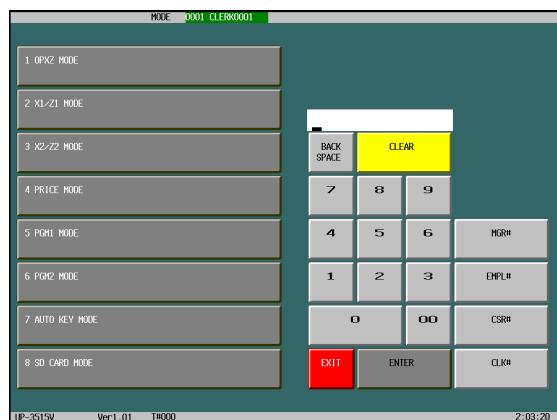 MODE 0001 CLERK0001
1 OPXZ MODE
2 X1/Z1 MODE
3 X2/Z2 MODE
4 PRICE MODE
5 PGM1 MODE
6 PGM2 MODE
7 AUTO KEY MODE
8 SD CARD MODE
BACK SPACE CLEAR
7 8 9
4 5 6 MGR#
1 2 3 EMPL#
0 00 CSR#
EXIT ENTER CLK#
UP-3515V Ver1.01 T#000 2:03:20